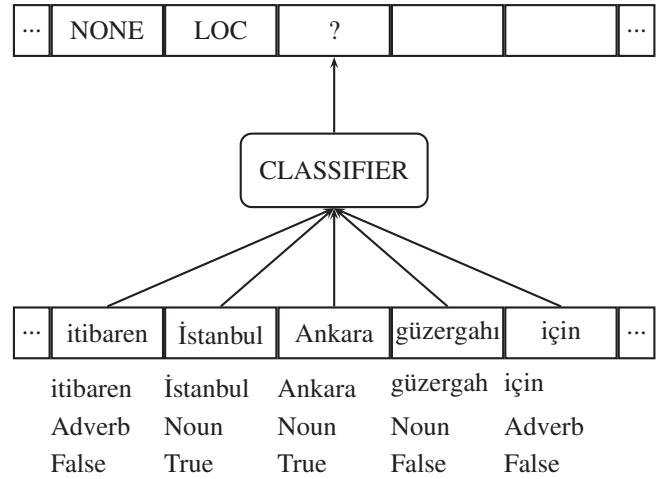 ... NONE LOC ? ...
CLASSIFIER
... itibaren İstanbul Ankara güzergahı için ...
itibaren İstanbul Ankara güzergah için
Adverb Noun Noun Noun Adverb
False True True False False